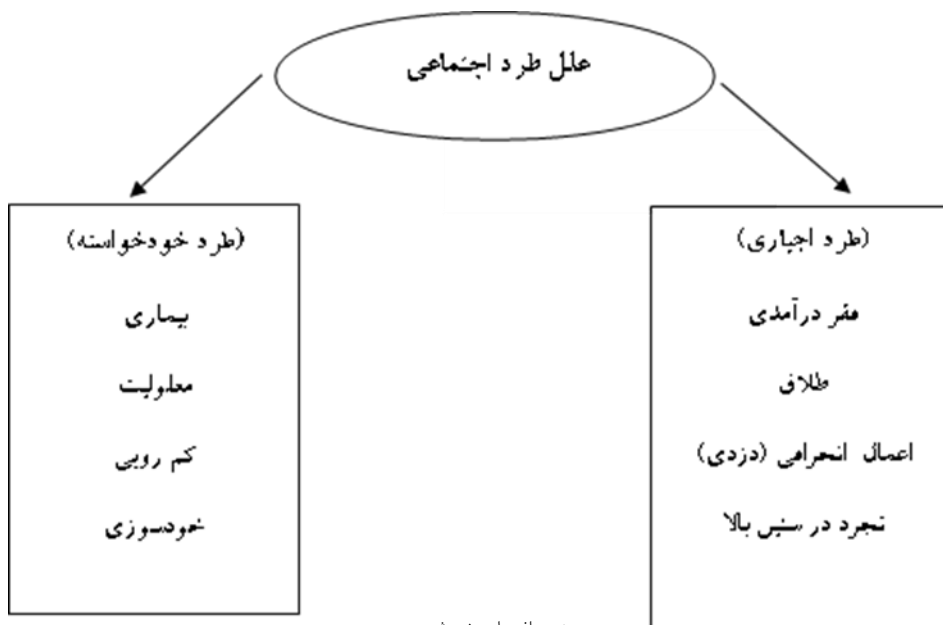 علل طرد اجتماعی
(طرد اجباری)
فقر درآمدی
طلاق
اعمال انحرافی (دزدی)
تجرد در سنین بالا
(طرد خودخواسته)
بیماری
معلولیت
کم رویی
خودسوزی